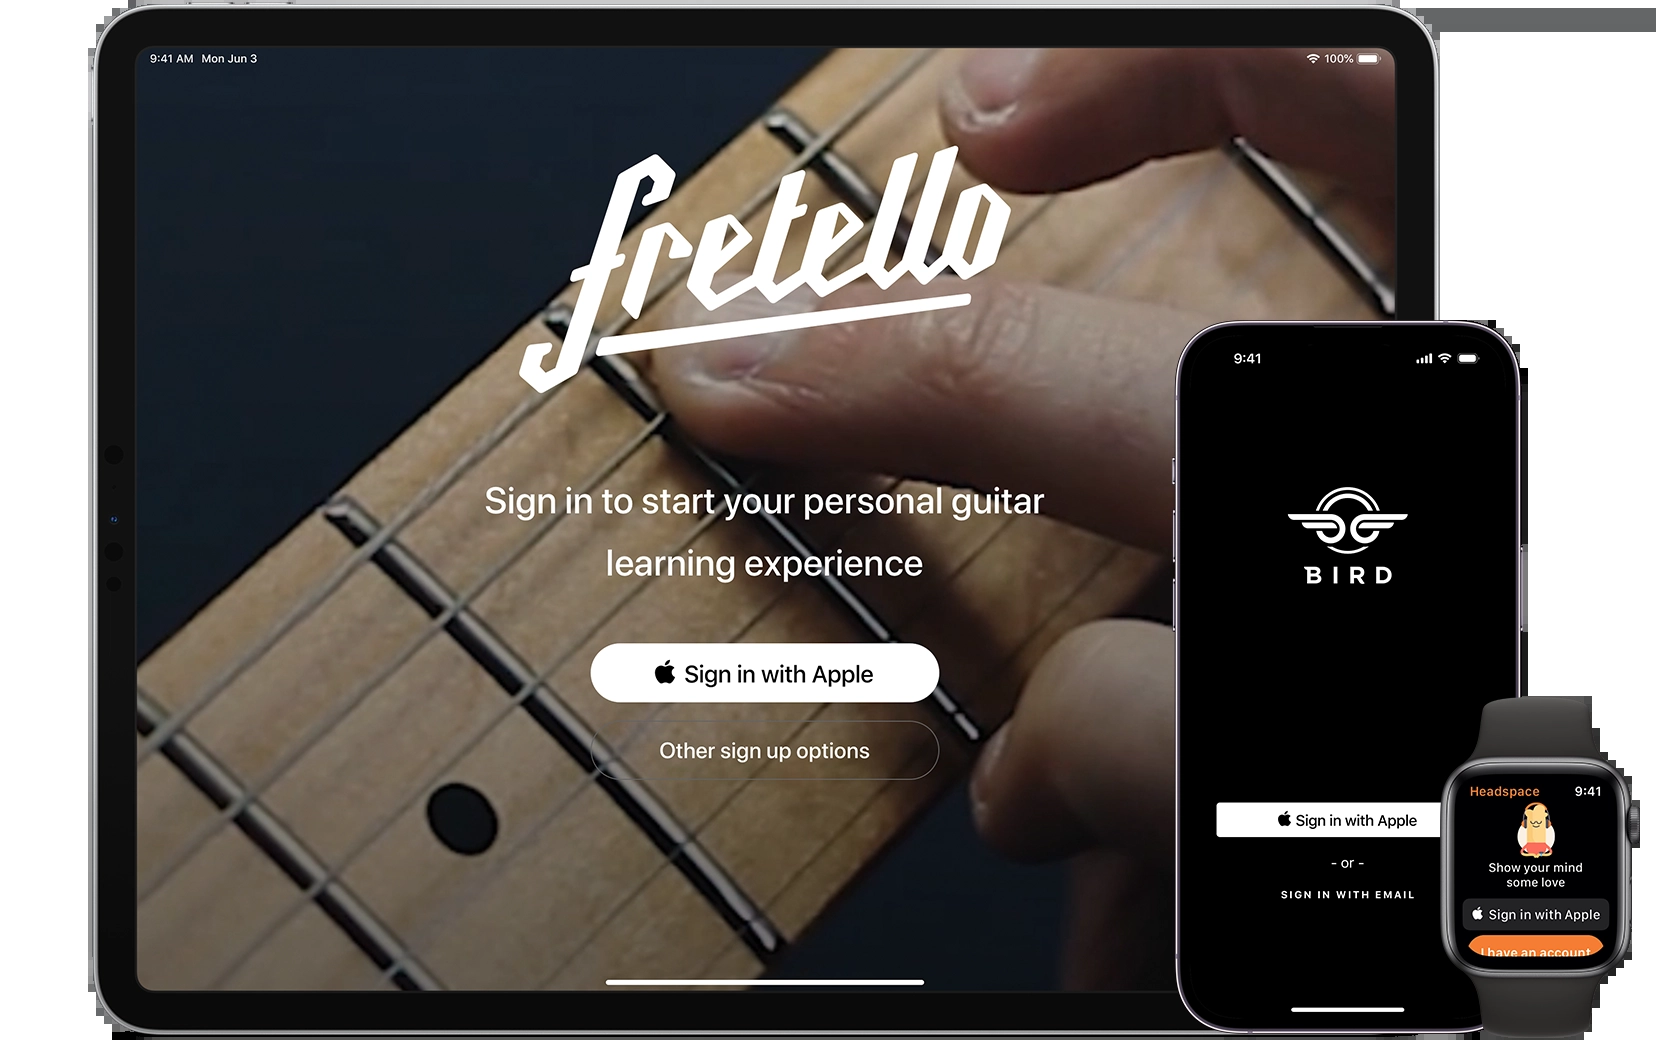 9:41 AM Mon Jun 3
100%
fretello
Sign in to start your personal guitar
learning experience
Sign in with Apple
Other sign up options
9:41
BIRD
Sign in with Apple
- or -
SIGN IN WITH EMAIL
Headspace 9:41
Show your mind
some love
Sign in with Apple
I have an account